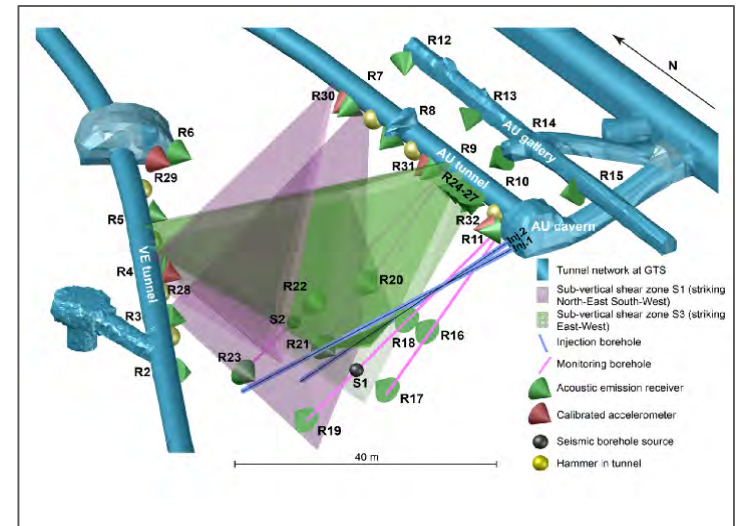 R12
R7
N
R30
R13
R8
R14
R6
AU gallery
R9
R31
AU tunnel
R29
R10
R15
R24-27
R5
R32
AU cavern
R11
Inj.2
Inj.1
VE tunnel
R4
R28
R20
R22
Tunnel network at GTS
Sub-vertical shear zone S1 (striking
North-East South-West)
R3
S2
R18
R16
Sub-vertical shear zone S3 (striking
East-West)
R21
Injection borehole
R23
R2
S1
Monitoring borehole
R17
Acoustic emission receiver
R19
Calibrated accelerometer
Seismic borehole source
40 m
Hammer in tunnel